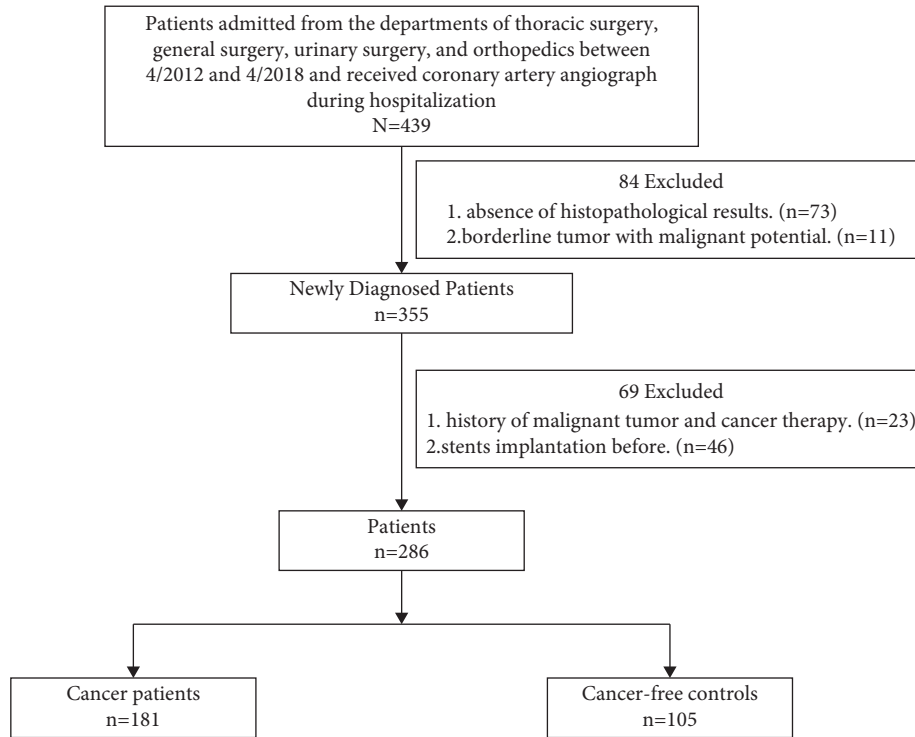 Patients admitted from the departments of thoracic surgery,
general surgery, urinary surgery, and orthopedics between
4/2012 and 4/2018 and received coronary artery angiograph
during hospitalization
N=439
84 Excluded
1. absence of histopathological results. (n=73)
2.borderline tumor with malignant potential. (n=11)
Newly Diagnosed Patients
n=355
69 Excluded
1. history of malignant tumor and cancer therapy. (n=23)
2.stents implantation before. (n=46)
Patients
n=286
Cancer patients
n=181
Cancer-free controls
n=105